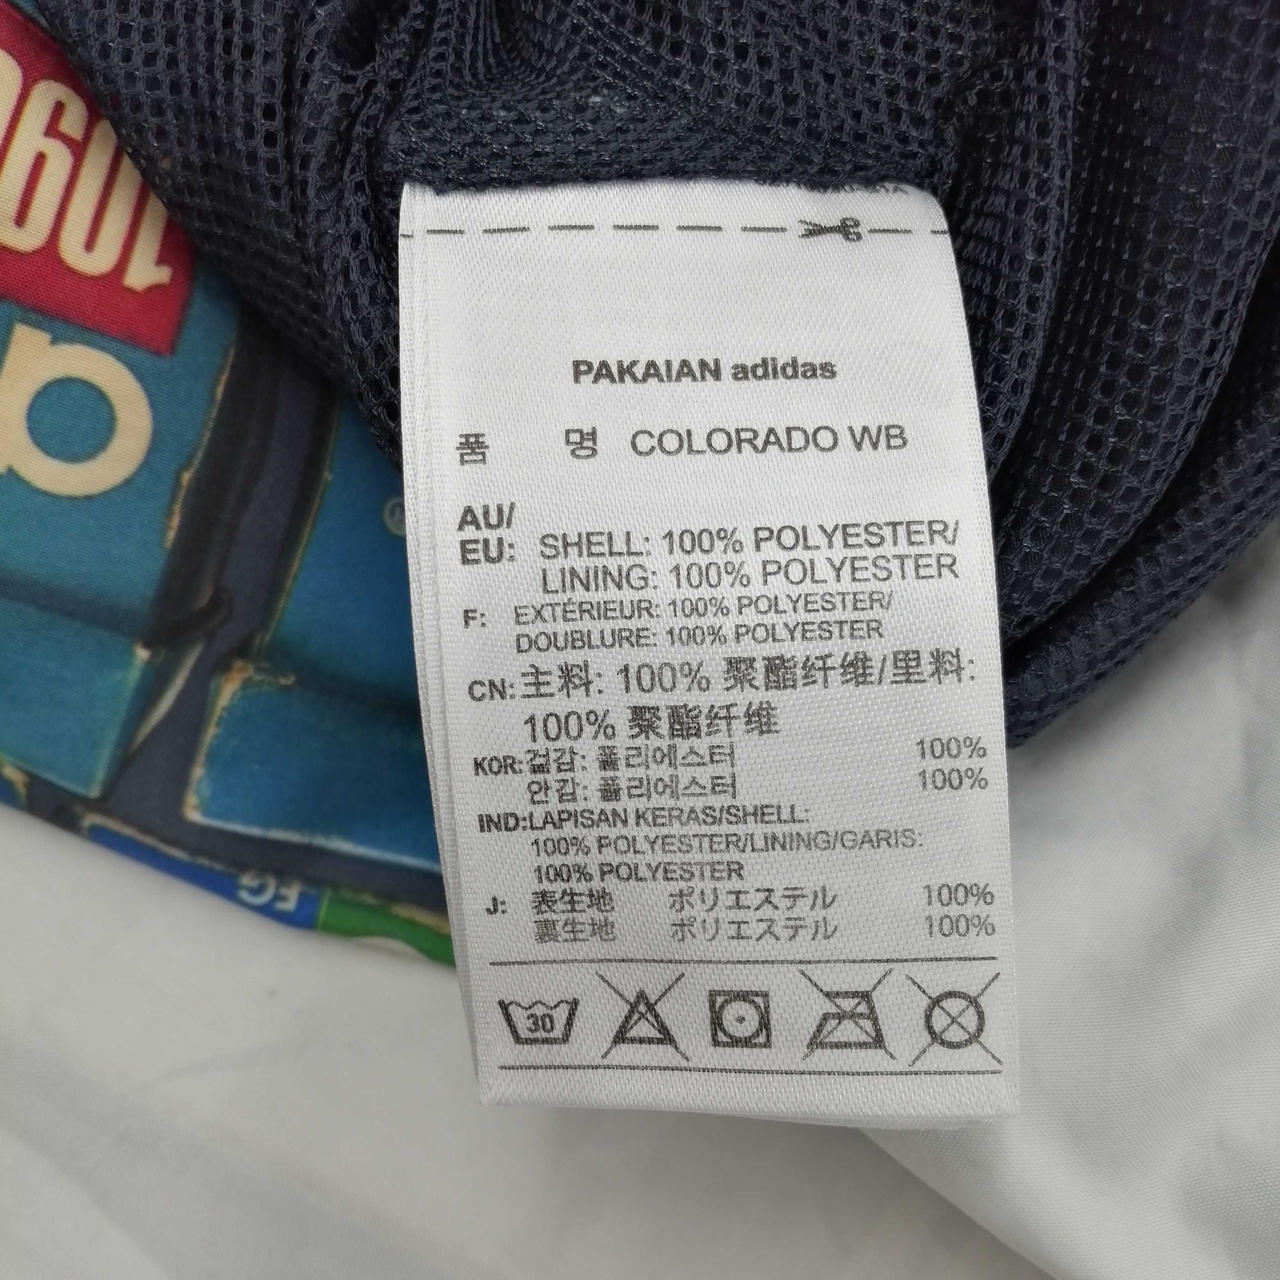 PAKAIAN adidas
품 명 COLORADO WB
AU/
EU: SHELL: 100% POLYESTER/
LINING: 100% POLYESTER
F: EXTÉRIEUR: 100% POLYESTER/
DOUBLURE: 100% POLYESTER
CN: 主料: 100% 聚酯纤维/里料:
100% 聚酯纤维
KOR: 겉감: 폴리에스터 100%
안감: 폴리에스터 100%
IND: LAPISAN KERAS/SHELL:
100% POLYESTER/LINING/GARIS:
100% POLYESTER
J: 表生地 ポリエステル 100%
裏生地 ポリエステル 100%
30